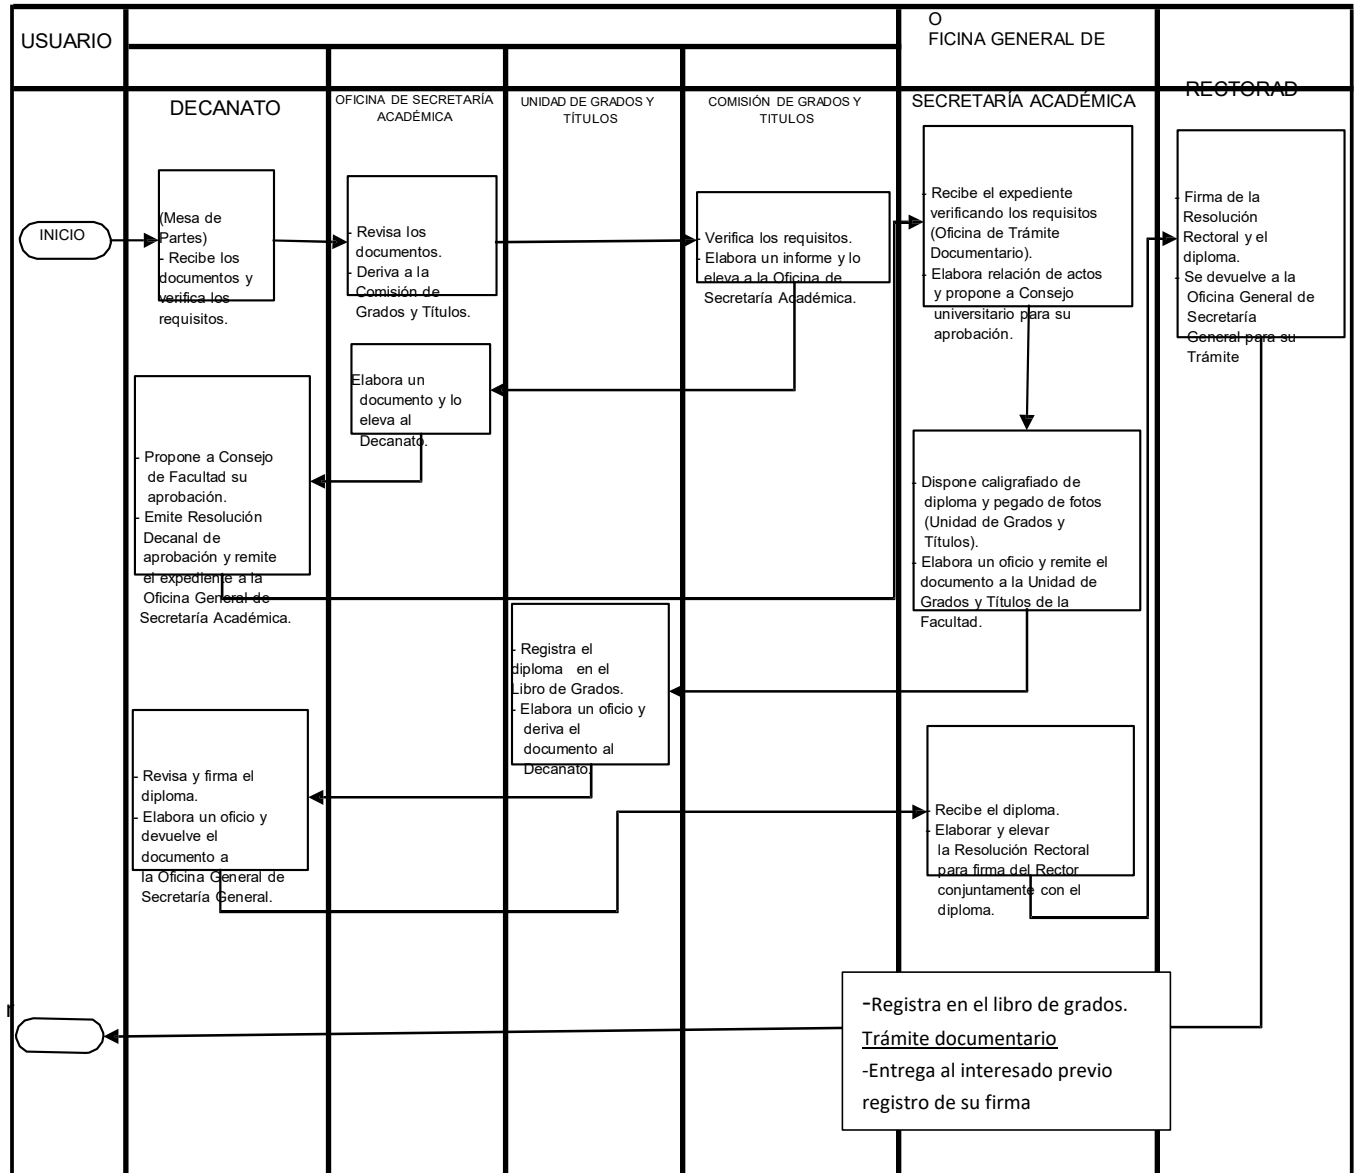 USUARIO
O
FICINA GENERAL DE
SECRETARÍA ACADÉMICA
RECTORAD
DECANATO
OFICINA DE SECRETARÍA
ACADÉMICA
UNIDAD DE GRADOS Y
TÍTULOS
COMISIÓN DE GRADOS Y
TITULOS
INICIO
(Mesa de
Partes)
- Recibe los
documentos y
verifica los
requisitos.
- Revisa los
documentos.
- Deriva a la
Comisión de
Grados y Títulos.
- Verifica los requisitos.
- Elabora un informe y lo
eleva a la Oficina de
Secretaría Académica.
- Recibe el expediente
verificando los requisitos
(Oficina de Trámite
Documentario).
- Elabora relación de actos
y propone a Consejo
universitario para su
aprobación.
- Firma de la
Resolución
Rectoral y el
diploma.
- Se devuelve a la
Oficina General de
Secretaría
General para su
Trámite
Elabora un
documento y lo
eleva al
Decanato.
- Propone a Consejo
de Facultad su
aprobación.
- Emite Resolución
Decanal de
aprobación y remite
el expediente a la
Oficina General de
Secretaría Académica.
- Dispone caligrafiado de
diploma y pegado de fotos
(Unidad de Grados y
Títulos).
- Elabora un oficio y remite el
documento a la Unidad de
Grados y Títulos de la
Facultad.
- Registra el
diploma en el
Libro de Grados.
- Elabora un oficio y
deriva el
documento al
Decanato.
- Revisa y firma el
diploma.
- Elabora un oficio y
devuelve el
documento a
la Oficina General de
Secretaría General.
- Recibe el diploma.
- Elaborar y elevar
la Resolución Rectoral
para firma del Rector
conjuntamente con el
diploma.
-Registra en el libro de grados.
Trámite documentario
-Entrega al interesado previo
registro de su firma